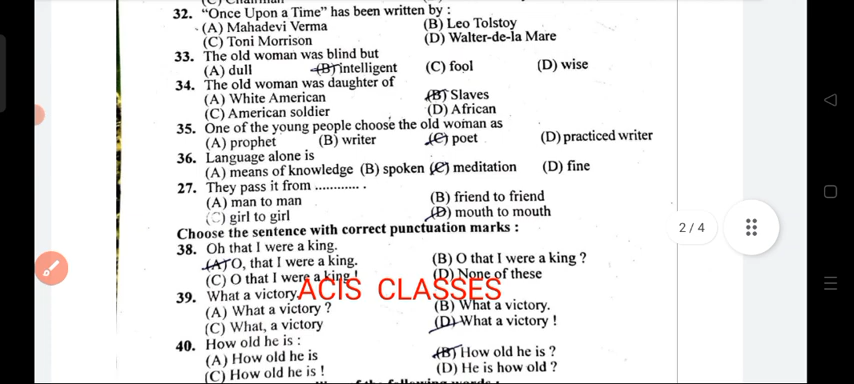 32. "Once Upon a Time" has been written by :
(A) Mahadevi Verma (B) Leo Tolstoy
(C) Toni Morrison (D) Walter-de-la Mare
33. The old woman was blind but
(A) dull (B) intelligent (C) fool (D) wise
34. The old woman was daughter of
(A) White American (B) Slaves
(C) American soldier (D) African
35. One of the young people choose the old woman as
(A) prophet (B) writer (C) poet (D) practiced writer
36. Language alone is
(A) means of knowledge (B) spoken (C) meditation (D) fine
27. They pass it from ............ .
(A) man to man (B) friend to friend
(C) girl to girl (D) mouth to mouth
2 / 4
Choose the sentence with correct punctuation marks :
38. Oh that I were a king.
(A) O, that I were a king. (B) O that I were a king ?
(C) O that I were a king ! (D) None of these
ACIS CLASSES
39. What a victory.
(A) What a victory ? (B) What a victory.
(C) What, a victory (D) What a victory !
40. How old he is :
(A) How old he is (B) How old he is ?
(C) How old he is ! (D) He is how old ?
of the following words :